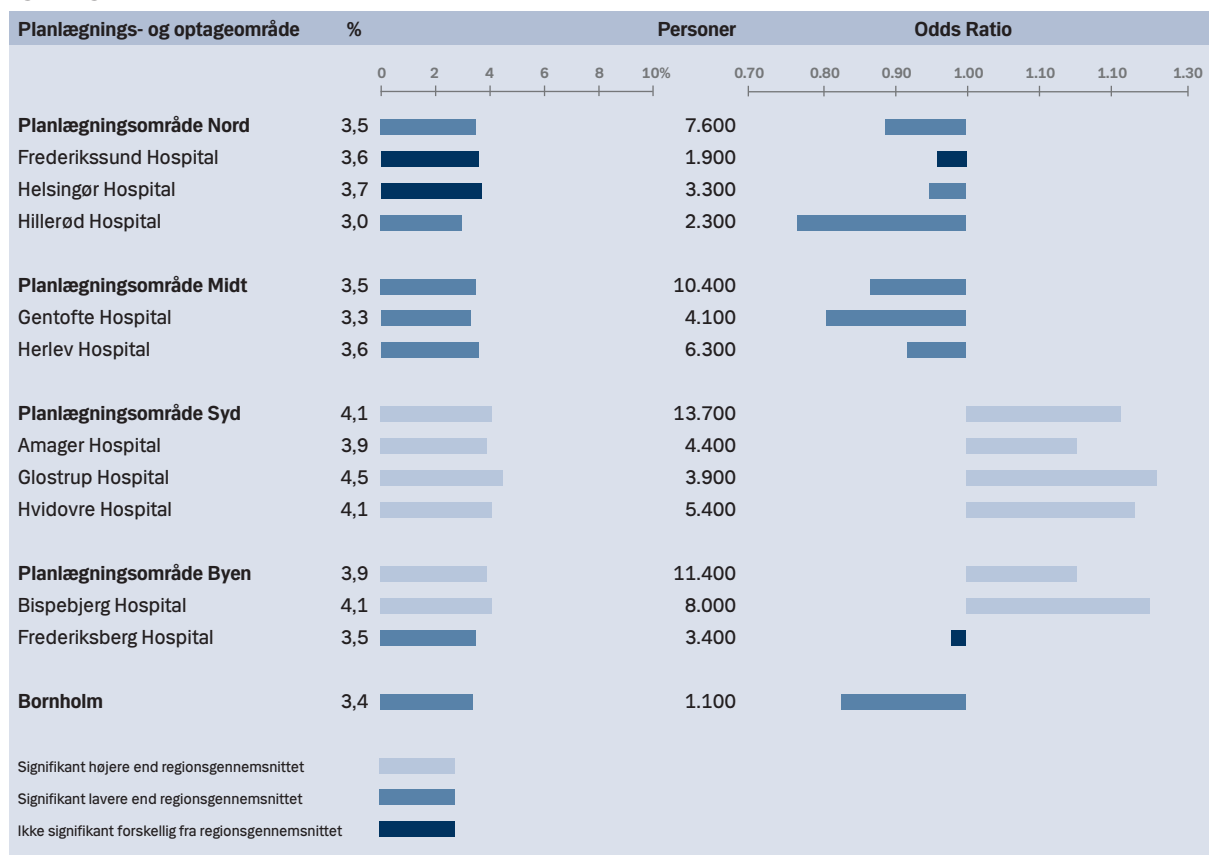 Planlægnings- og optageområde % Personer Odds Ratio
0 2 4 6 8 10% 0.70 0.80 0.90 1.00 1.10 1.10 1.30
Planlægningsområde Nord 3,5 7.600
Frederikssund Hospital 3,6 1.900
Helsingør Hospital 3,7 3.300
Hillerød Hospital 3,0 2.300
Planlægningsområde Midt 3,5 10.400
Gentofte Hospital 3,3 4.100
Herlev Hospital 3,6 6.300
Planlægningsområde Syd 4,1 13.700
Amager Hospital 3,9 4.400
Glostrup Hospital 4,5 3.900
Hvidovre Hospital 4,1 5.400
Planlægningsområde Byen 3,9 11.400
Bispebjerg Hospital 4,1 8.000
Frederiksberg Hospital 3,5 3.400
Bornholm 3,4 1.100
Signifikant højere end regionsgennemsnittet
Signifikant lavere end regionsgennemsnittet
Ikke signifikant forskellig fra regionsgennemsnittet